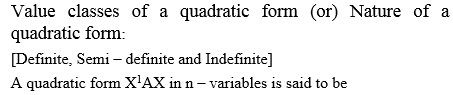 Value classes of a quadratic form (or) Nature of a
quadratic form:
[Definite, Semi – definite and Indefinite]
A quadratic form X¹AX in n – variables is said to be